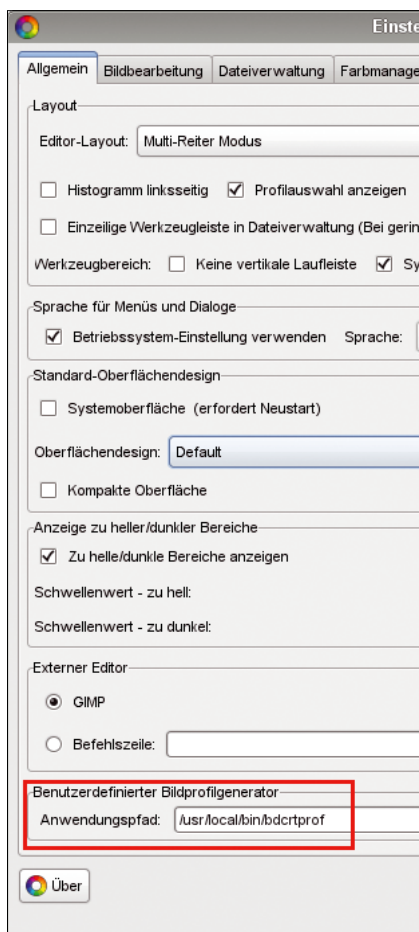 Einste
Allgemein Bildbearbeitung Dateiverwaltung Farbmanage
Layout
Editor-Layout: Multi-Reiter Modus
Histogramm linksseitig Profilauswahl anzeigen
Einzeilige Werkzeugleiste in Dateiverwaltung (Bei gerin
Werkzeugbereich: Keine vertikale Laufleiste Sy
Sprache für Menüs und Dialoge
Betriebssystem-Einstellung verwenden Sprache:
Standard-Oberflächendesign
Systemoberfläche (erfordert Neustart)
Oberflächendesign: Default
Kompakte Oberfläche
Anzeige zu heller/dunkler Bereiche
Zu helle/dunkle Bereiche anzeigen
Schwellenwert - zu hell:
Schwellenwert - zu dunkel:
Externer Editor
GIMP
Befehlszeile:
Benutzerdefinierter Bildprofilgenerator
Anwendungspfad: /usr/local/bin/bdcrtprof
Über